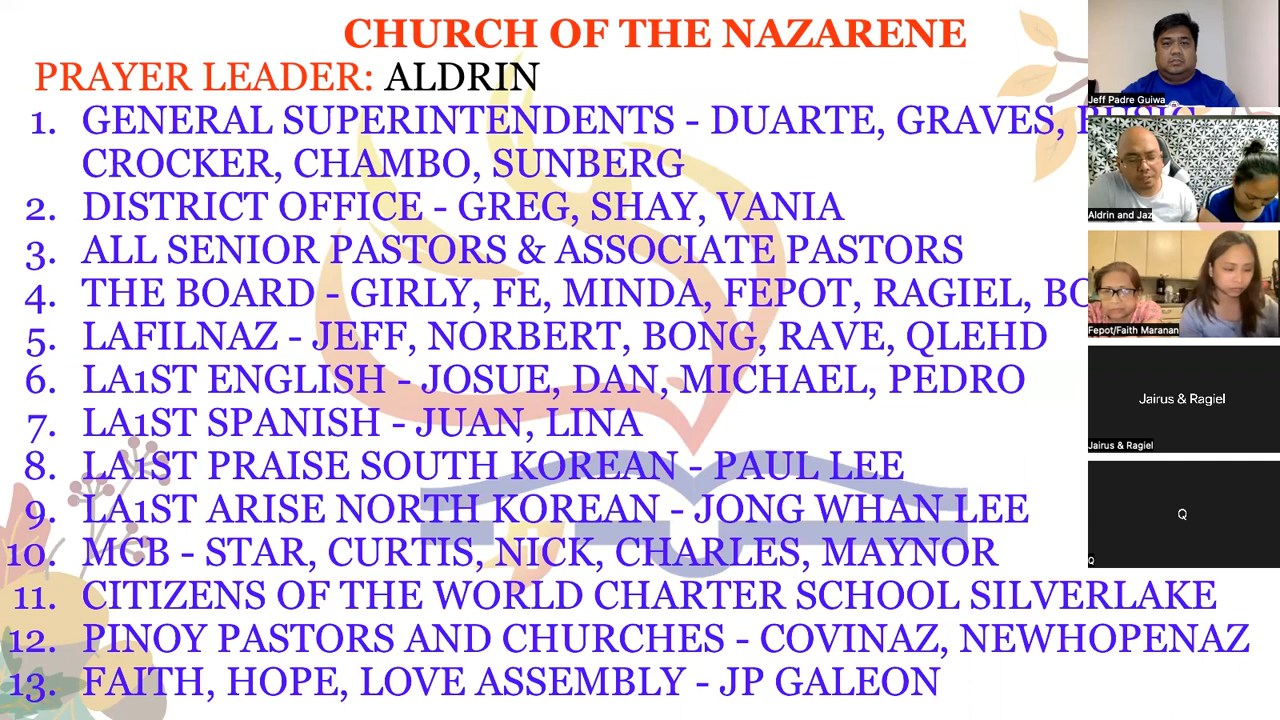 CHURCH OF THE NAZARENE
PRAYER LEADER: ALDRIN
1. GENERAL SUPERINTENDENTS - DUARTE, GRAVES,
CROCKER, CHAMBO, SUNBERG
2. DISTRICT OFFICE - GREG, SHAY, VANIA
3. ALL SENIOR PASTORS & ASSOCIATE PASTORS
4. THE BOARD - GIRLY, FE, MINDA, FEPOT, RAGIEL,
5. LAFILNAZ - JEFF, NORBERT, BONG, RAVE, QLEHD
6. LA1ST ENGLISH - JOSUE, DAN, MICHAEL, PEDRO
7. LA1ST SPANISH - JUAN, LINA
8. LA1ST PRAISE SOUTH KOREAN - PAUL LEE
9. LA1ST ARISE NORTH KOREAN - JONG WHAN LEE
10. MCB - STAR, CURTIS, NICK, CHARLES, MAYNOR
11. CITIZENS OF THE WORLD CHARTER SCHOOL SILVERLAKE
12. PINOY PASTORS AND CHURCHES - COVINAZ, NEWHOPENAZ
13. FAITH, HOPE, LOVE ASSEMBLY - JP GALEON
Jeff Padre Guiwa
Aldrin and Jaz
Fepot/Faith Maranan
Jairus & Ragiel
Jairus & Ragiel
Q
Q